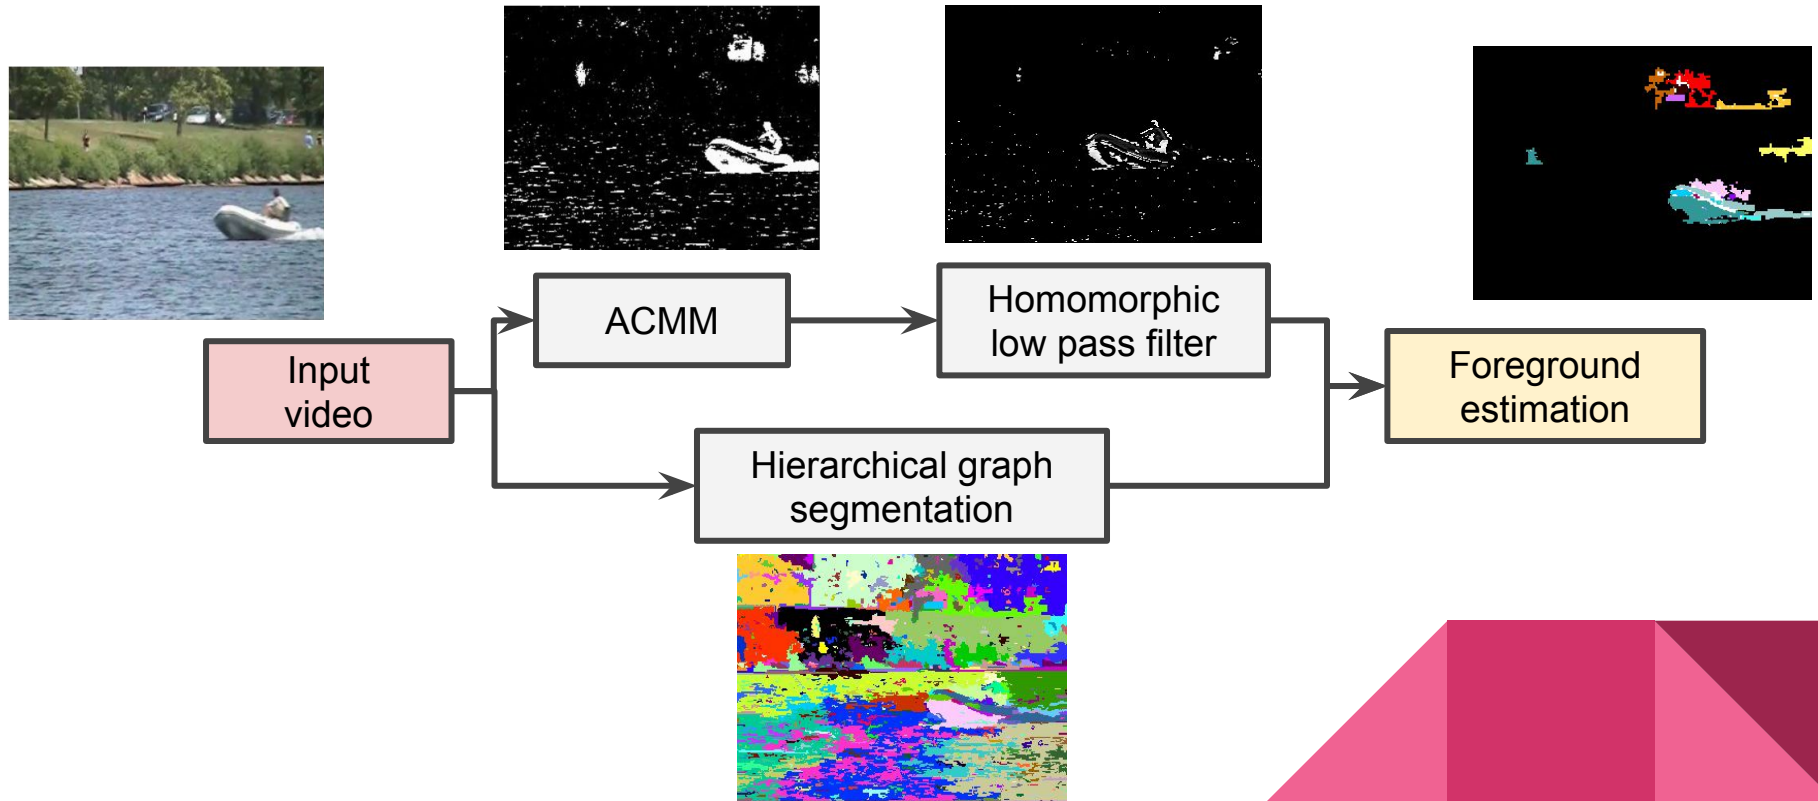 Input
video
ACMM
Homomorphic
low pass filter
Hierarchical graph
segmentation
Foreground
estimation